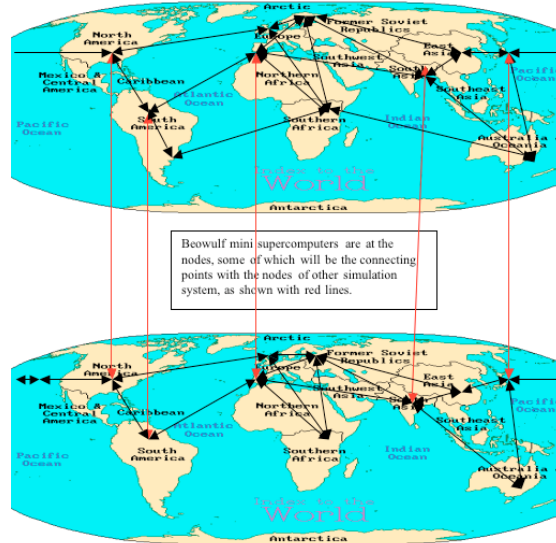 Arctic
North
America
Former Soviet
Republics
Europe
East
Asia
Southwest
Asia
Mexico &
Central
America
Caribbean
Northern
Africa
South
Asia
Southeast
Asia
Pacific
Ocean
Atlantic
Ocean
South
America
Pacific
Ocean
Southern
Africa
Indian
Ocean
Australia
Oceania
Index to the
World
Antarctica
Beowulf mini supercomputers are at the
nodes, some of which will be the connecting
points with the nodes of other simulation
system, as shown with red lines.
Arctic
North
America
Former Soviet
Republics
Europe
East
Asia
Southwest
Asia
Mexico &
Central
America
Caribbean
Northern
Africa
South
Asia
Southeast
Asia
Pacific
Ocean
Atlantic
Ocean
South
America
Pacific
Ocean
Southern
Africa
Indian
Ocean
Australia
Oceania
Index to the
World